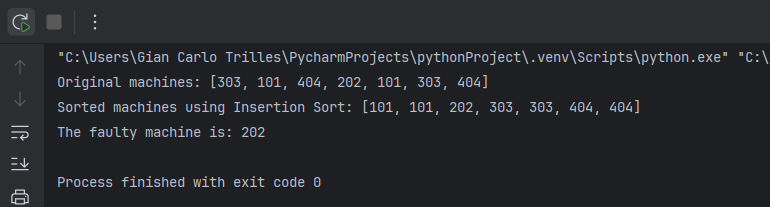 "C:\Users\Gian Carlo Trilles\PycharmProjects\pythonProject\.venv\Scripts\python.exe" "C:\
Original machines: [303, 101, 404, 202, 101, 303, 404]
Sorted machines using Insertion Sort: [101, 101, 202, 303, 303, 404, 404]
The faulty machine is: 202
Process finished with exit code 0